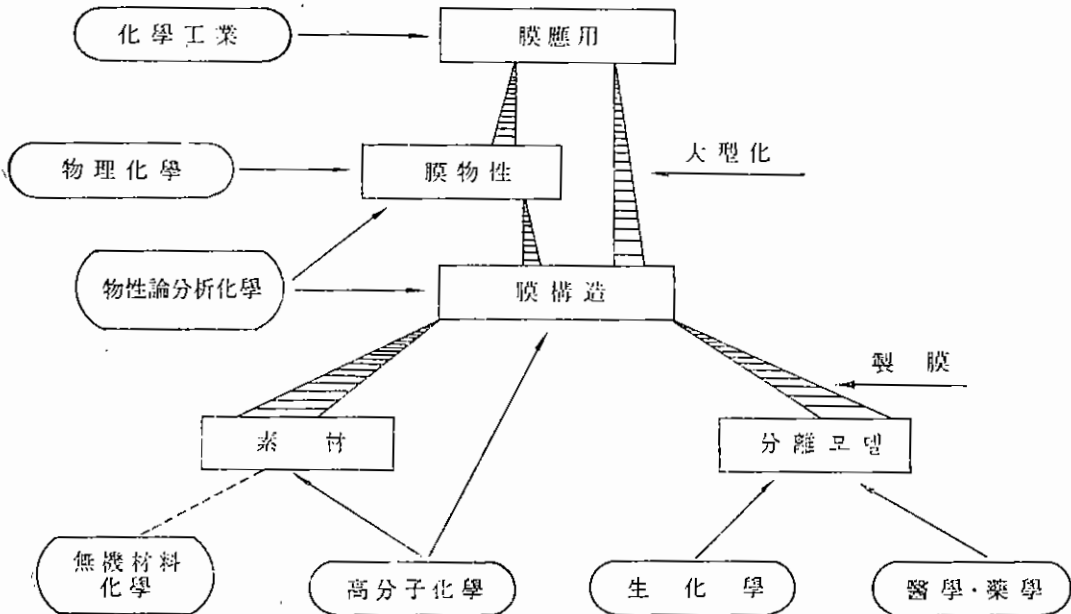 化學工業
膜應用
物理化學
膜物性
大型化
物性論分析化學
膜構造
製膜
素材
分離모델
無機材料
化學
高分子化學
生化學
醫學·藥學